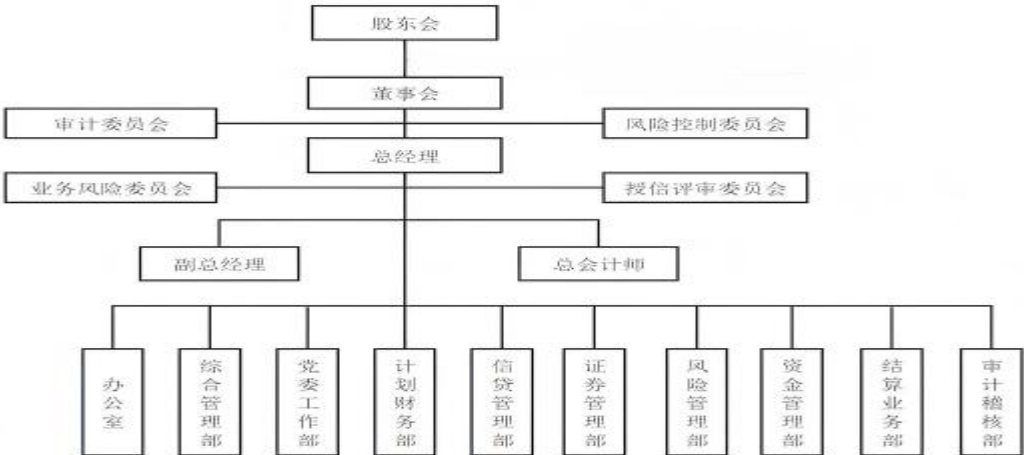 股东会
董事会
审计委员会
风险控制委员会
总经理
业务风险委员会
授信评审委员会
副总经理
总会计师
办公室
综合管理部
党委工作部
计划财务部
信贷管理部
证券管理部
风险管理部
资金管理部
结算业务部
审计稽核部